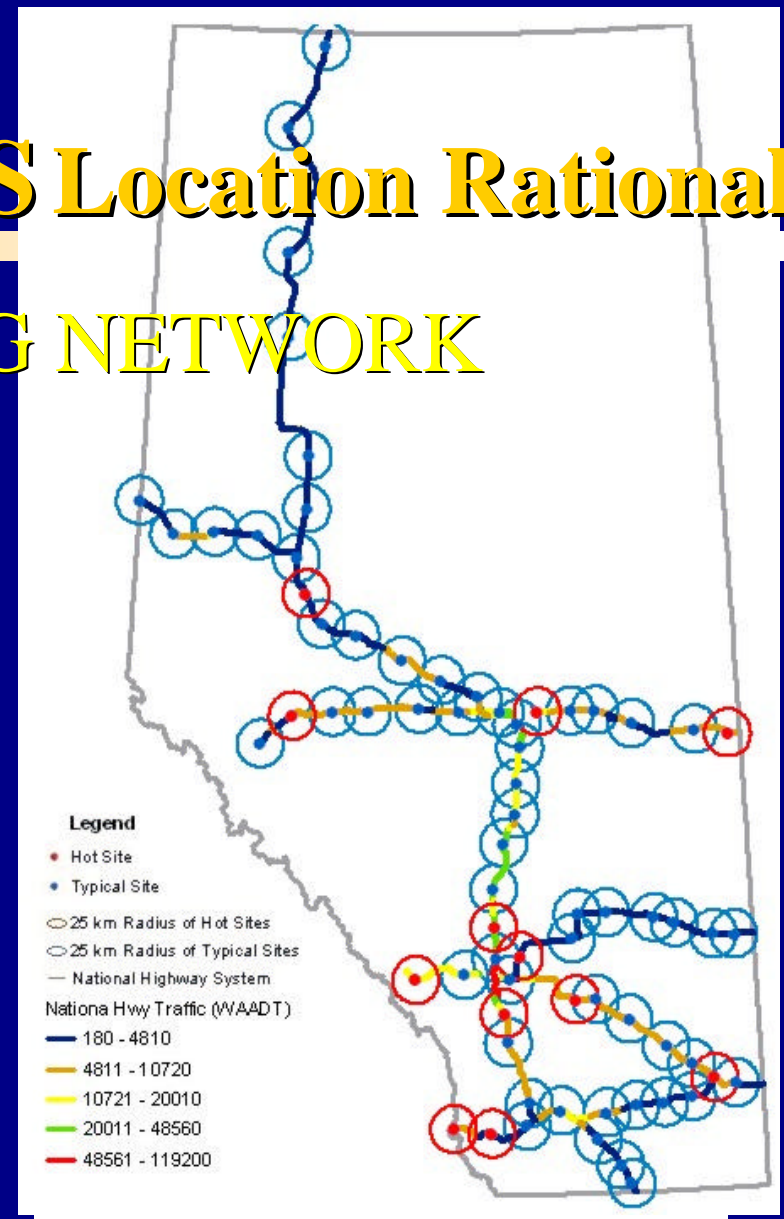 S Location Rational
G NETWORK
Legend
Hot Site
Typical Site
25 km Radius of Hot Sites
25 km Radius of Typical Sites
National Highway System
Nationa Hwy Traffic (WAADT)
180 - 4810
4811 - 10720
10721 - 20010
20011 - 48560
48561 - 119200